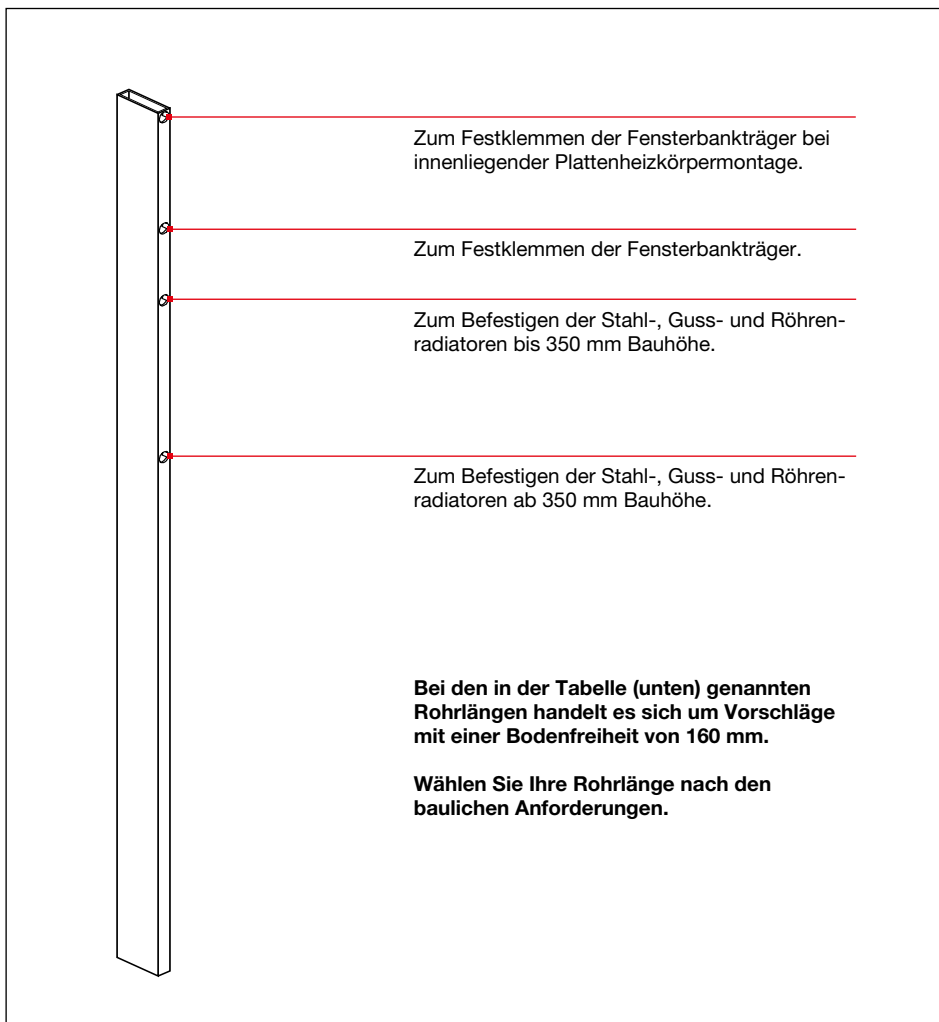 Zum Festklemmen der Fensterbankträger bei
innenliegender Plattenheizkörpermontage.
Zum Festklemmen der Fensterbankträger.
Zum Befestigen der Stahl-, Guss- und Röhren-
radiatoren bis 350 mm Bauhöhe.
Zum Befestigen der Stahl-, Guss- und Röhren-
radiatoren ab 350 mm Bauhöhe.
Bei den in der Tabelle (unten) genannten
Rohrlängen handelt es sich um Vorschläge
mit einer Bodenfreiheit von 160 mm.
Wählen Sie Ihre Rohrlänge nach den
baulichen Anforderungen.